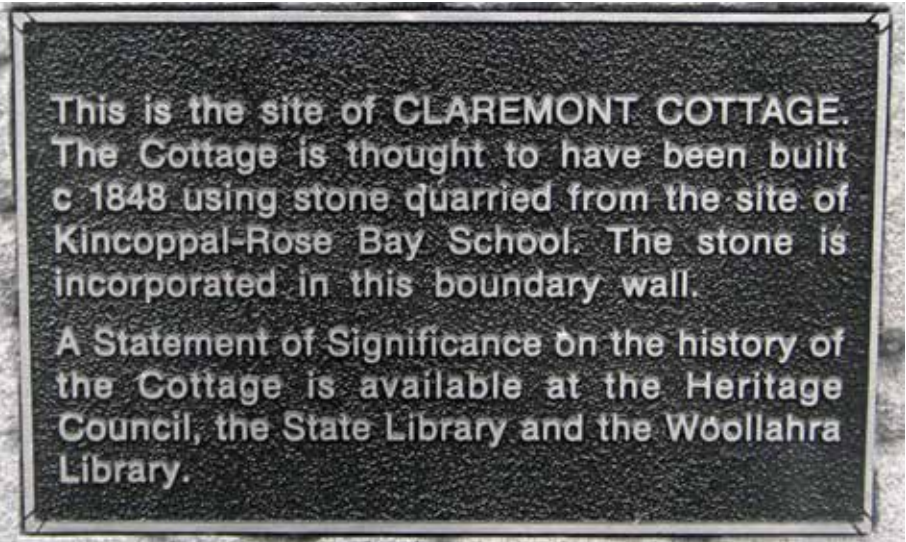 This is the site of CLAREMONT COTTAGE.
The Cottage is thought to have been built
c 1848 using stone quarried from the site of
Kincoppal-Rose Bay School. The stone is
incorporated in this boundary wall.
A Statement of Significance on the history of
the Cottage is available at the Heritage
Council, the State Library and the Woollahra
Library.